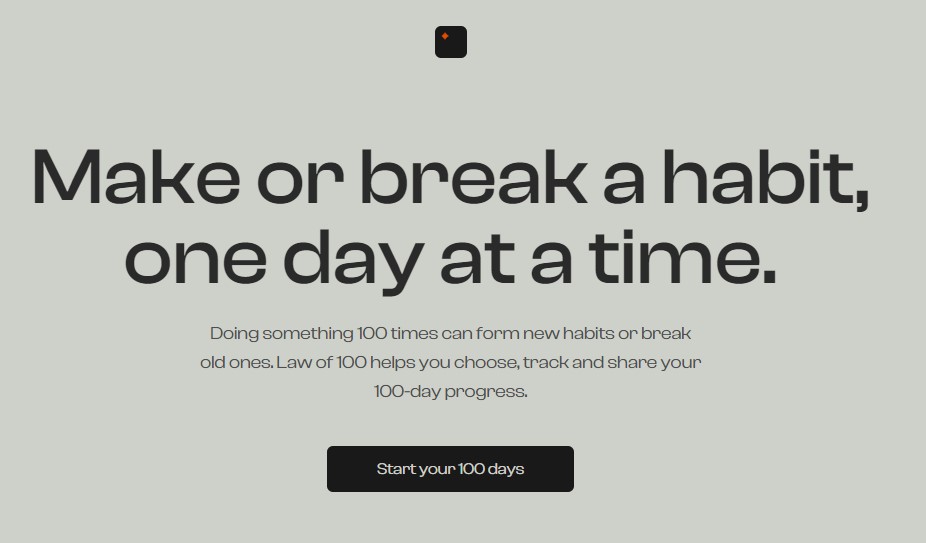 Make or break a habit,
one day at a time.
Doing something 100 times can form new habits or break
old ones. Law of 100 helps you choose, track and share your
100-day progress.
Start your 100 days